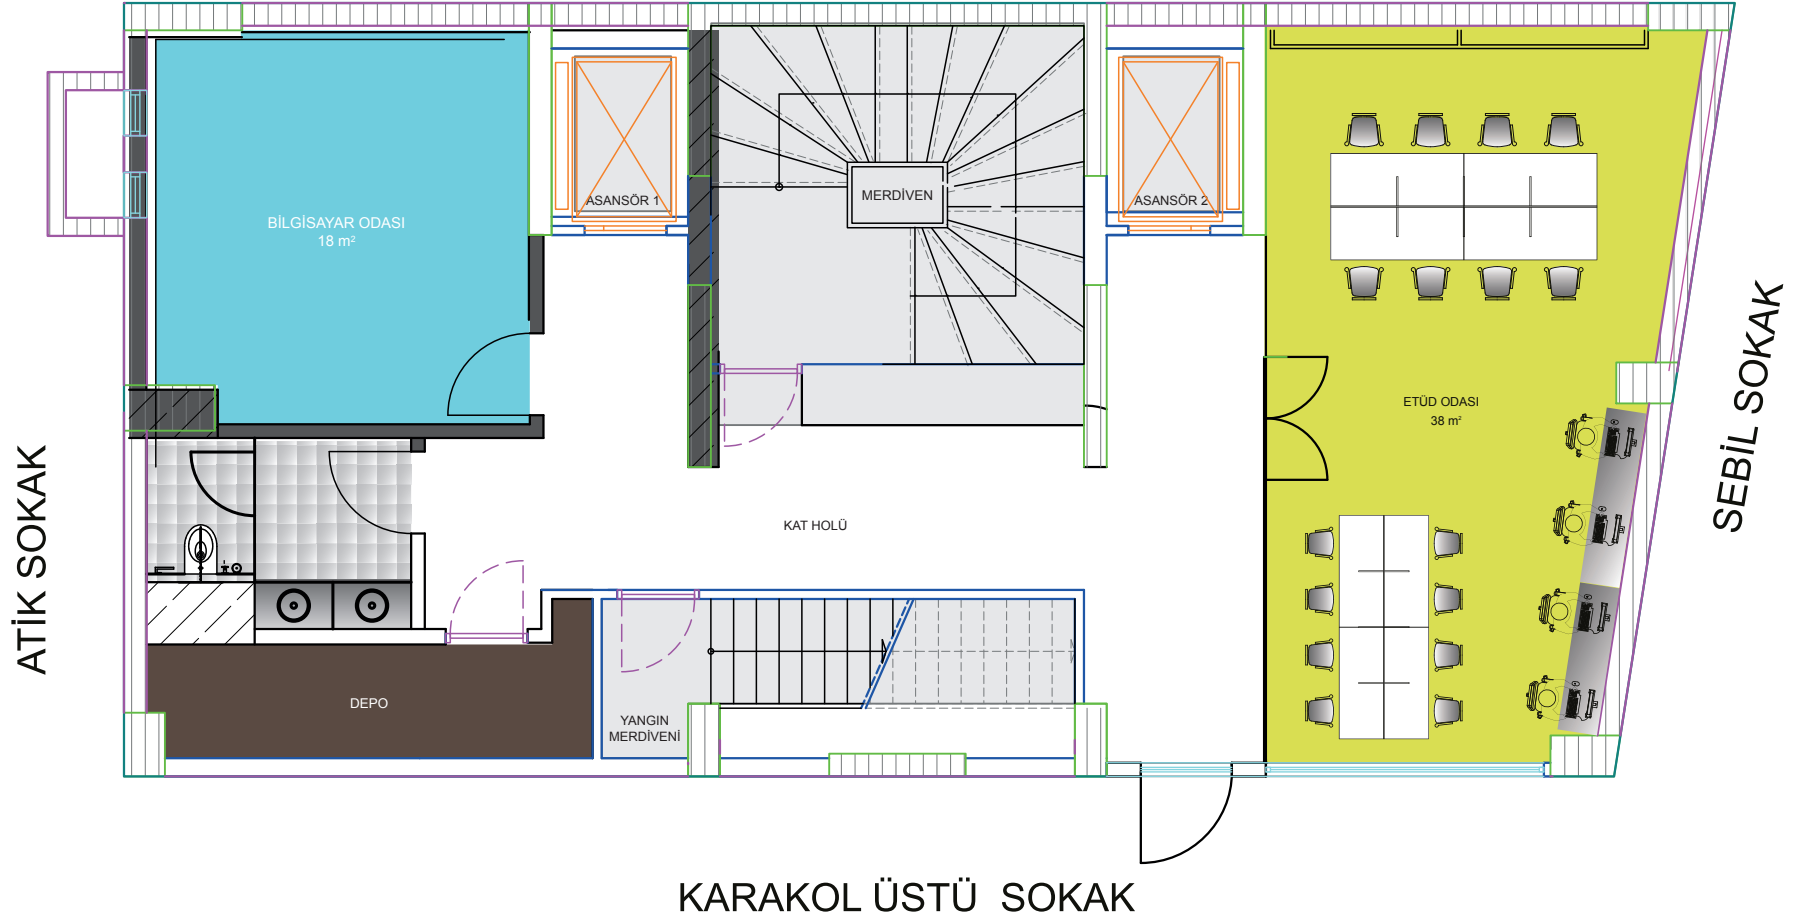 ASANSÖR 1
MERDİVEN
ASANSÖR 2
BİLGİSAYAR ODASI
18 m²
ETÜD ODASI
38 m²
SEBİL SOKAK
ATİK SOKAK
KAT HOLÜ
DEPO
YANGIN
MERDİVENİ
KARAKOL ÜSTÜ SOKAK